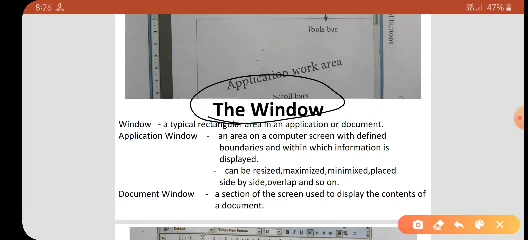 8:26
47%
Tools bar
Application work area
Scroll bars
The Window
Window - a typical rectangular area in an application or document.
Application Window - an area on a computer screen with defined
boundaries and within which information is
displayed.
- can be resized,maximized,minimixed,placed
side by side,overlap and so on.
Document Window - a section of the screen used to display the contents of
a document.